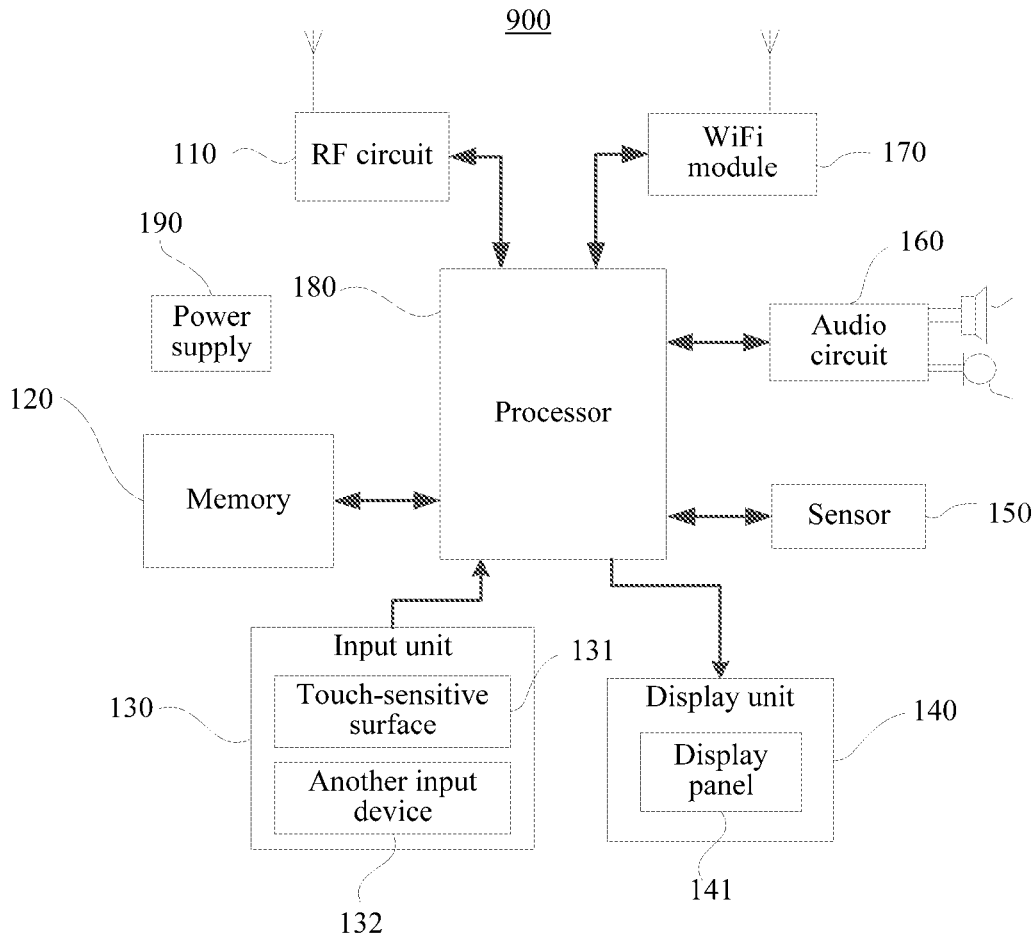 900
110
RF circuit
WiFi
module
170
190
180
160
Power
supply
Audio
circuit
120
Processor
Memory
Sensor
150
Input unit
131
Touch-sensitive
surface
130
Another input
device
132
Display unit
140
Display
panel
141